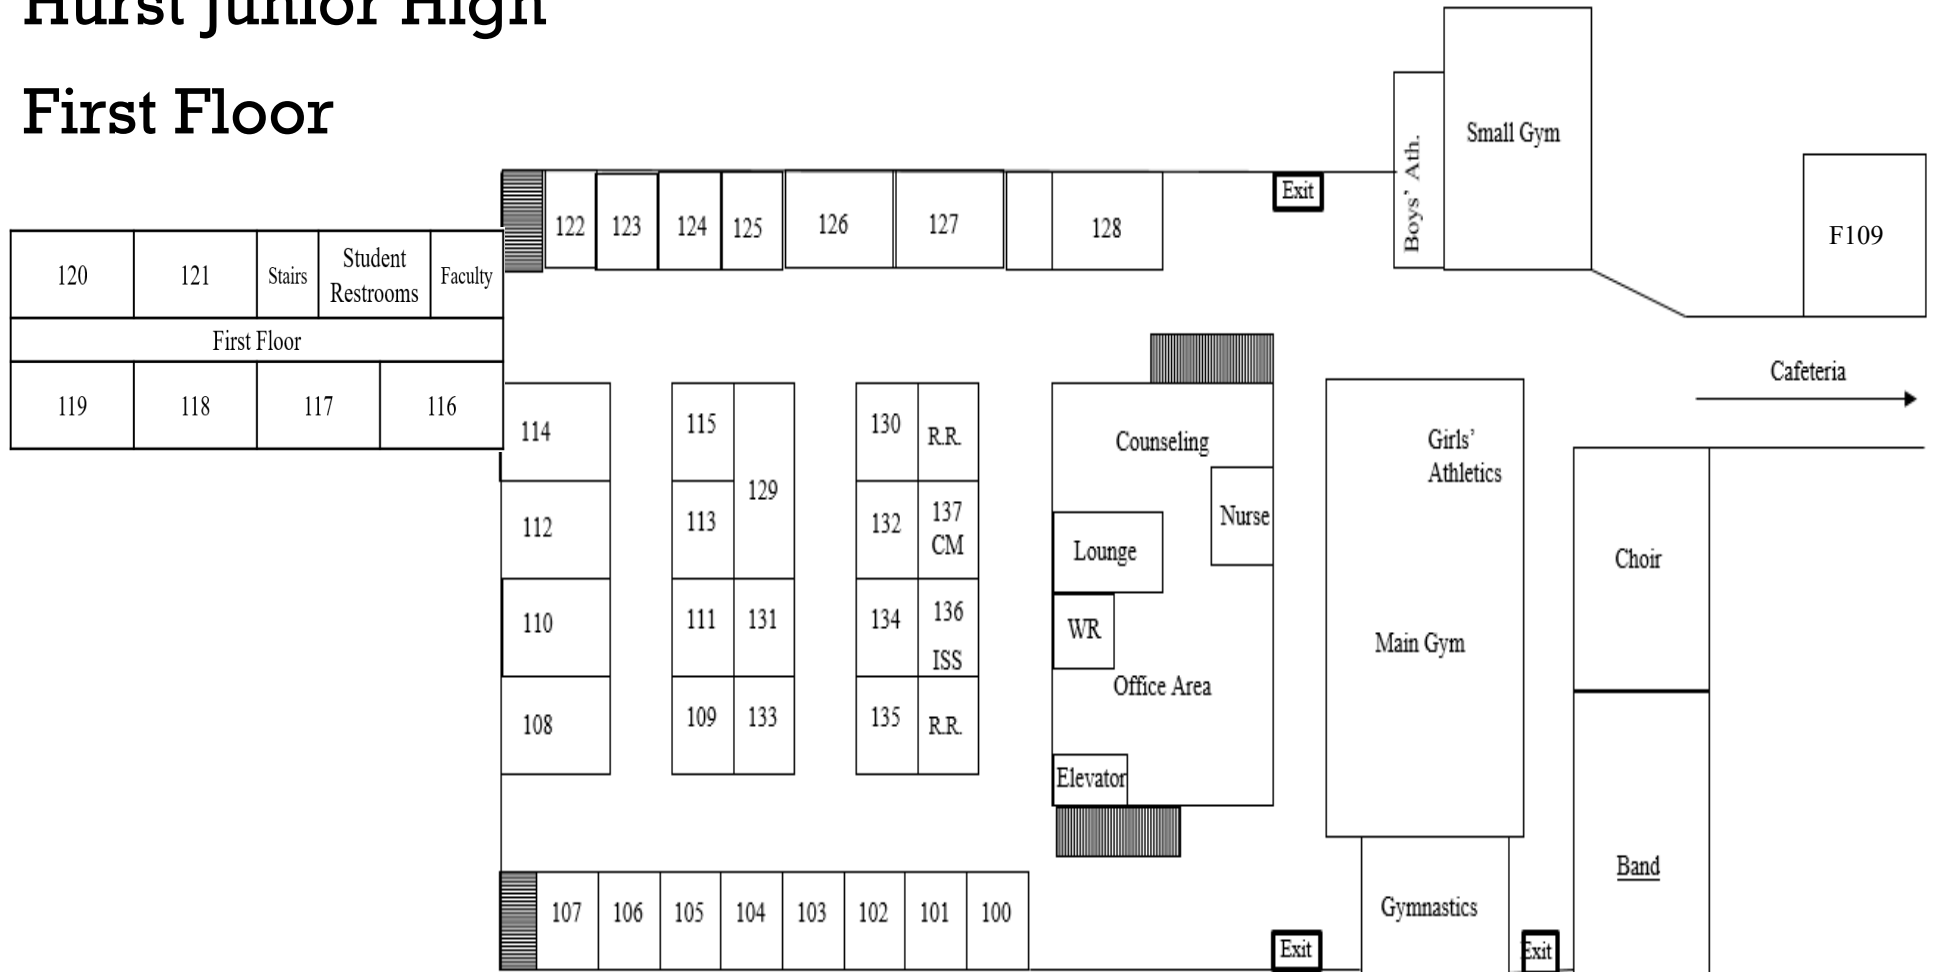 Hurst Junior High
First Floor
Small Gym
Boys' Ath.
Exit
F109
122
123
124
125
126
127
128
120
121
Stairs
Student
Restrooms
Faculty
First Floor
119
118
117
116
Cafeteria
114
115
129
130
R.R.
Counseling
Girls'
Athletics
112
113
132
137
CM
Lounge
Nurse
Choir
110
111
131
134
136
ISS
WR
Main Gym
Office Area
108
109
133
135
R.R.
Elevator
Band
107
106
105
104
103
102
101
100
Gymnastics
Exit
Exit